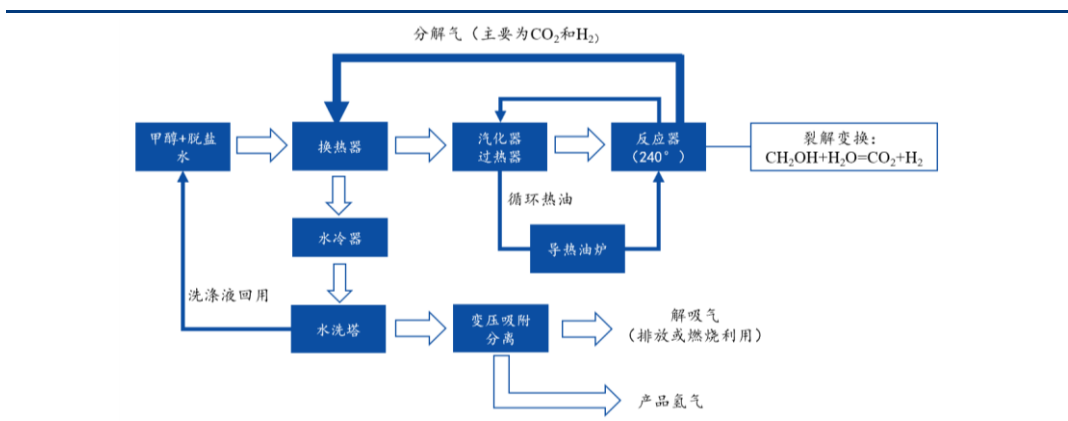 分解气（主要为CO₂和H₂）
甲醇+脱盐
水
换热器
汽化器
过热器
反应器
（240°）
裂解变换：
CH₂OH+H₂O=CO₂+H₂
循环热油
水冷器
导热油炉
洗涤液回用
水洗塔
变压吸附
分离
解吸气
（排放或燃烧利用）
产品氢气